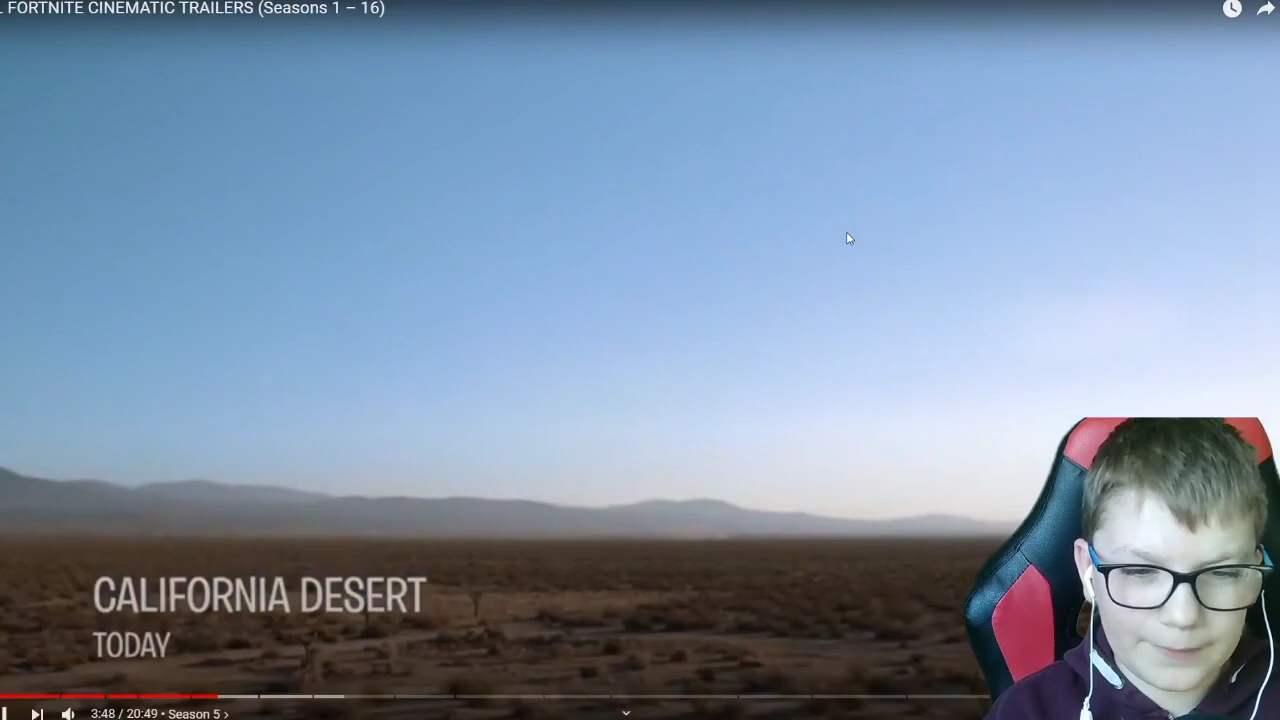 FORTNITE CINEMATIC TRAILERS (Seasons 1 – 16)
CALIFORNIA DESERT
TODAY
3:48 / 20:49 • Season 5 ›